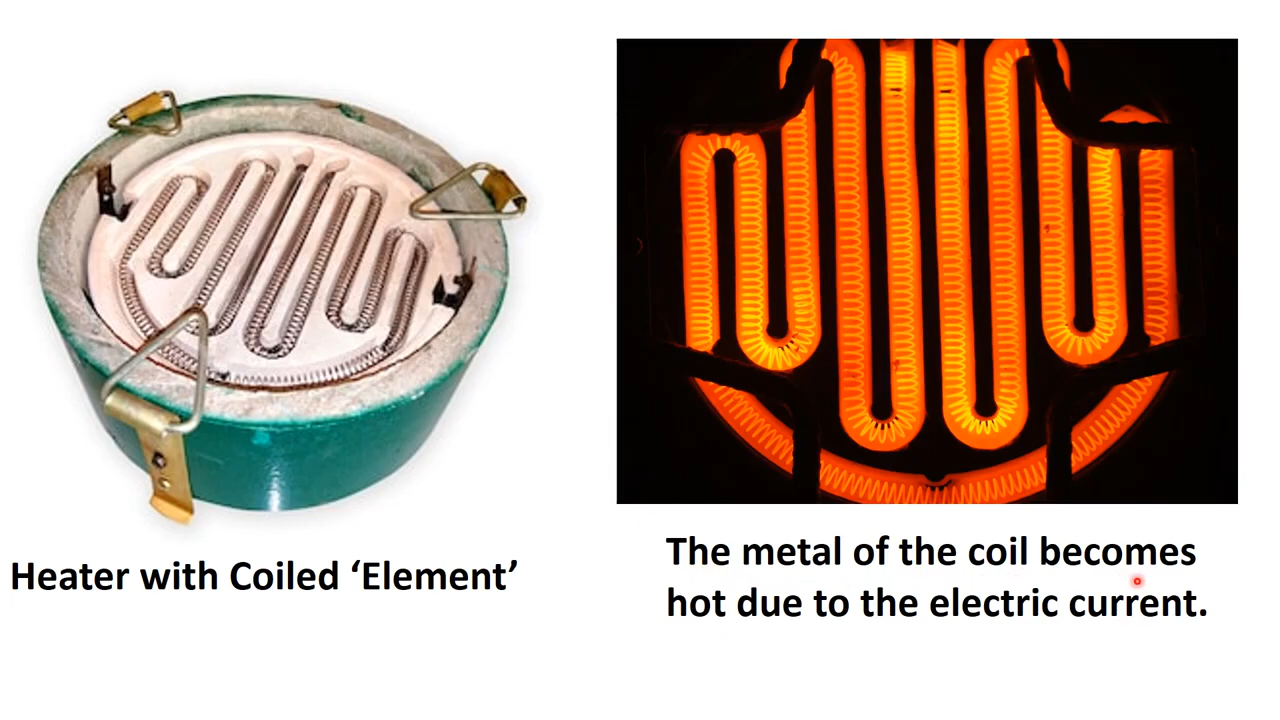 Heater with Coiled ‘Element’
The metal of the coil becomes
hot due to the electric current.